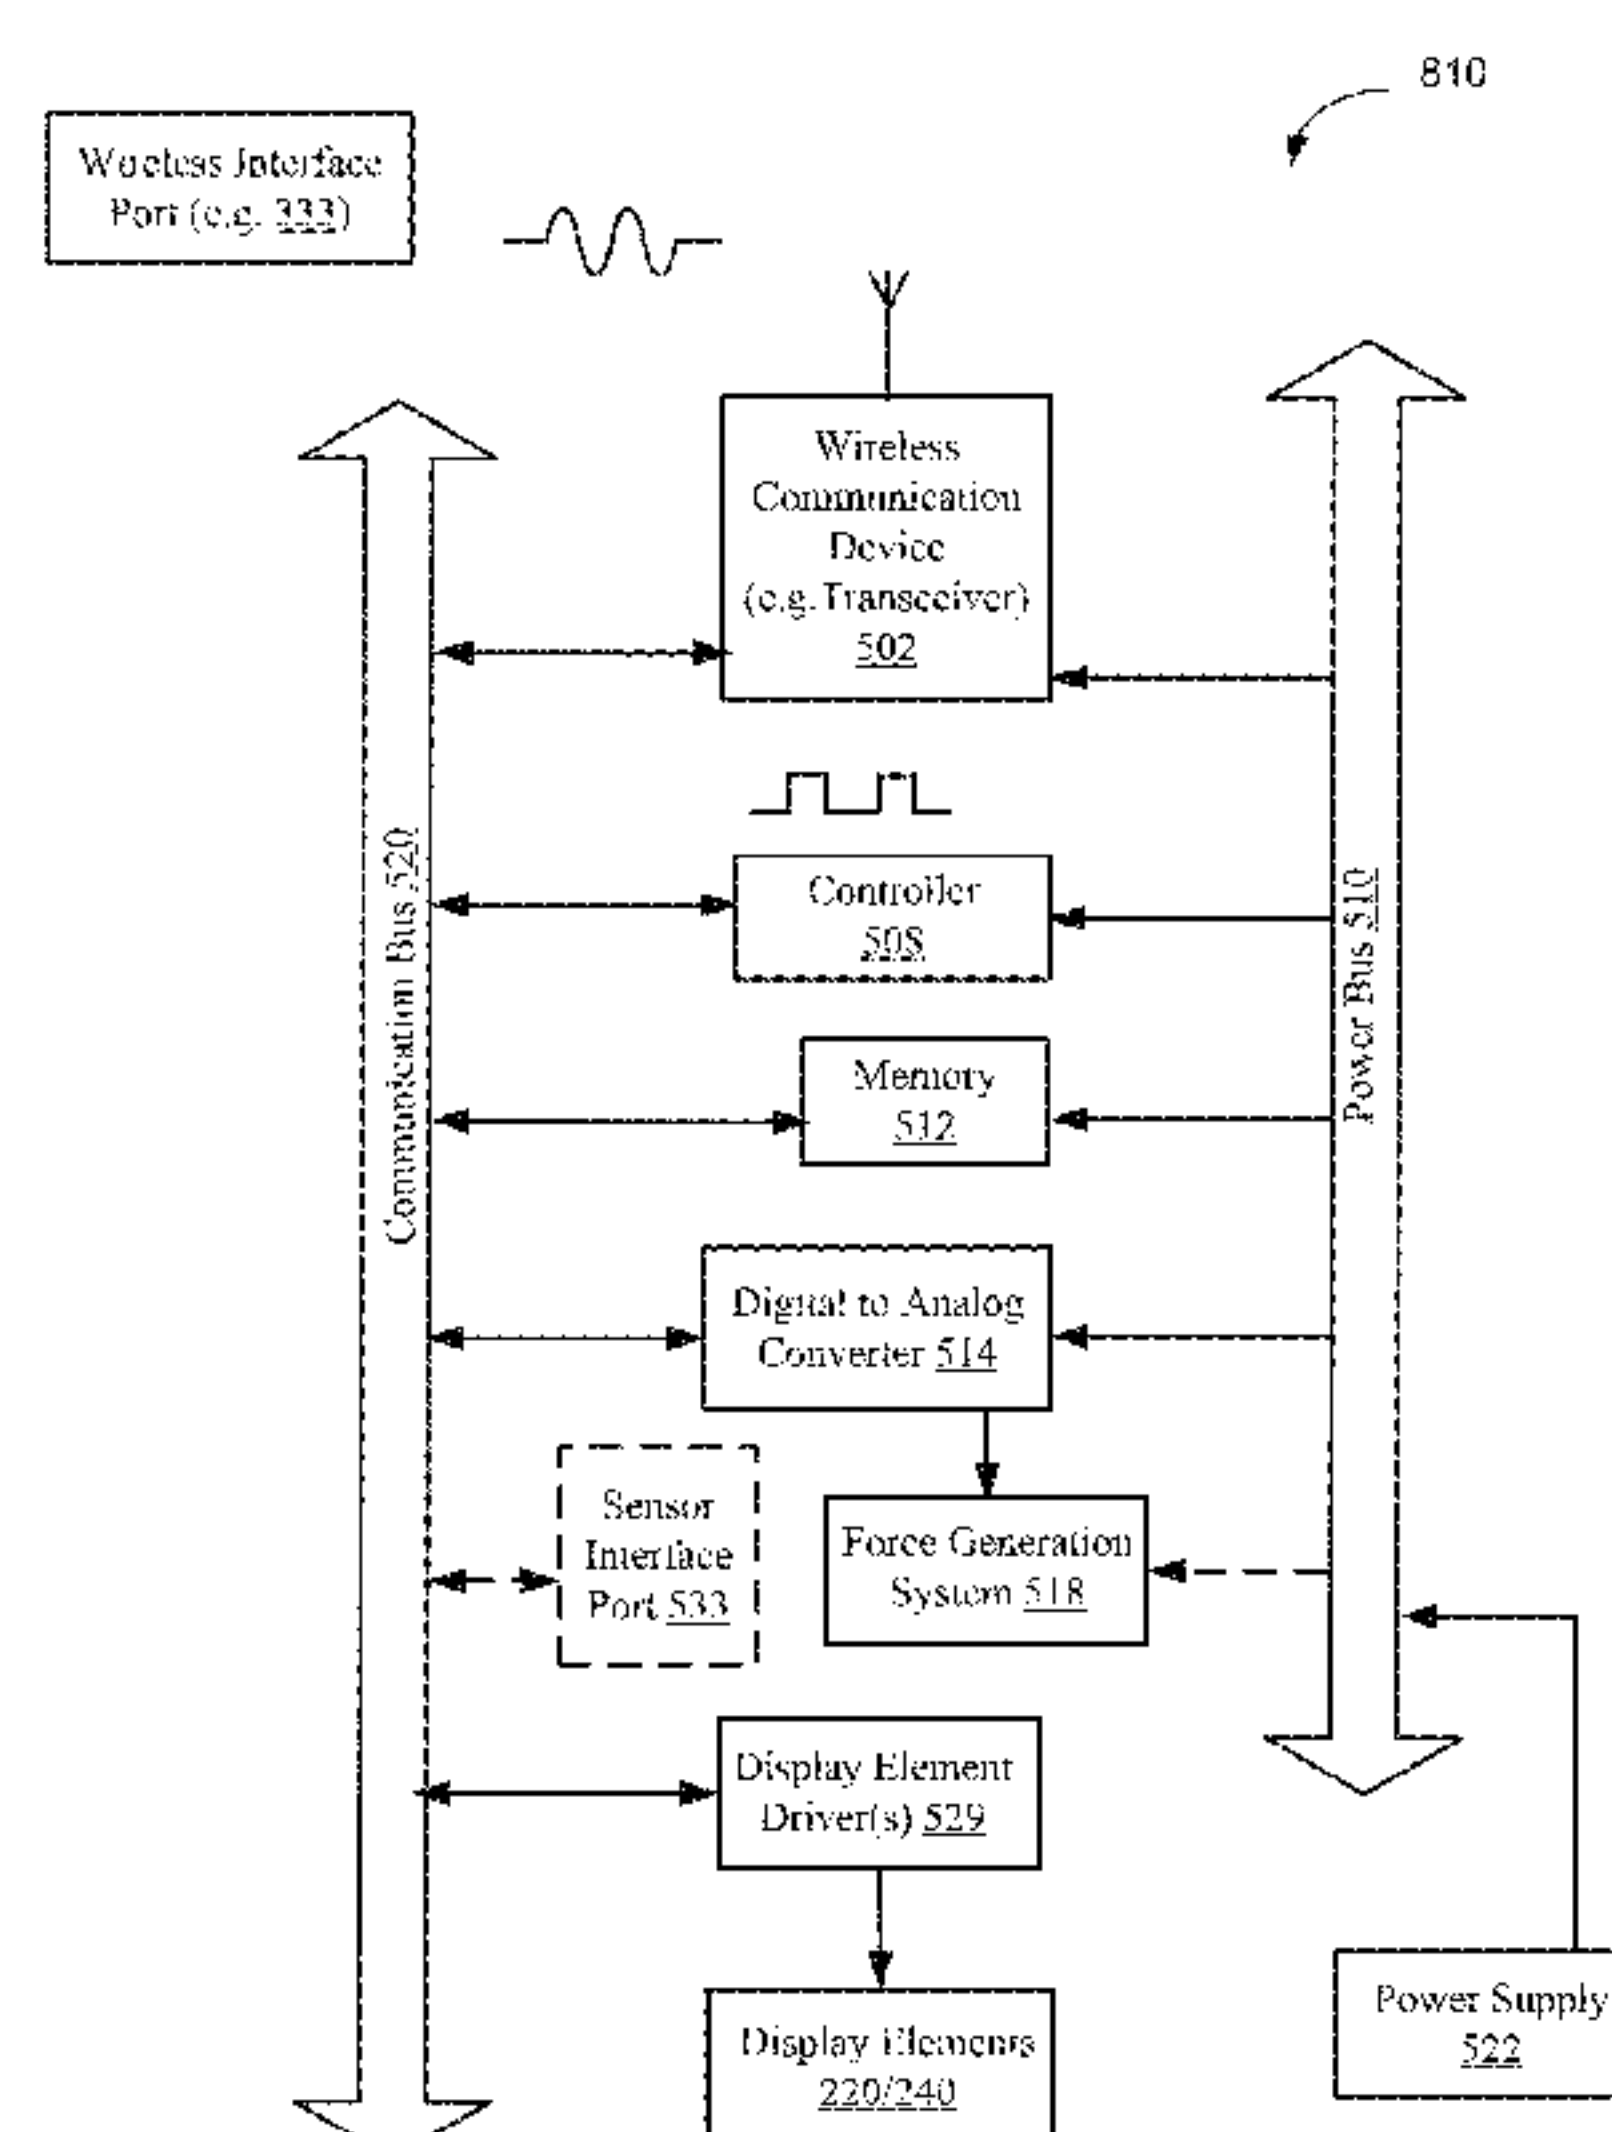 810
Wireless Interface
Port (e.g. 333)
Wireless
Communication
Device
(e.g.Transceiver)
502
Communication Bus 520
Power Bus 510
Controller
508
Memory
512
Digital to Analog
Converter 514
Sensor
Interface
Port 533
Force Generation
System 518
Display Element
Driver(s) 529
Power Supply
522
Display Elements
220/240